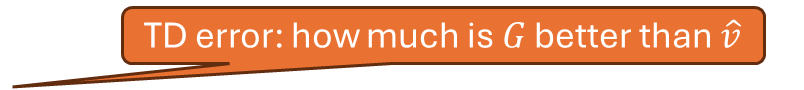 TD error: how much is G better than v̂